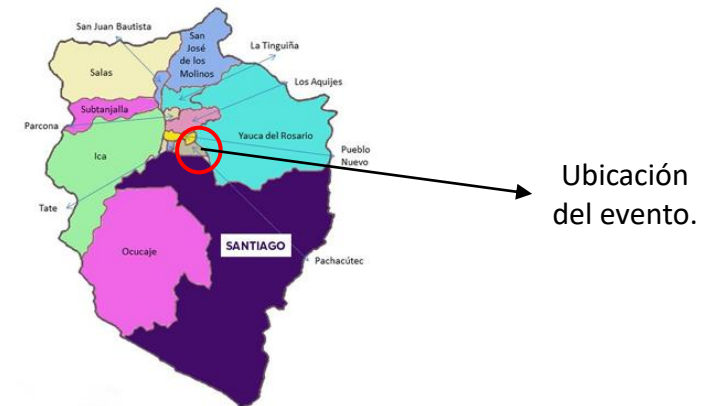 San Juan Bautista
San
José
de los
Molinos
La Tinguiña
Salas
Los Aquijes
Subtanjalla
Parcona
Yauca del Rosario
Pueblo
Nuevo
Ica
Ubicación
del evento.
Tate
Ocucaje
SANTIAGO
Pachacútec